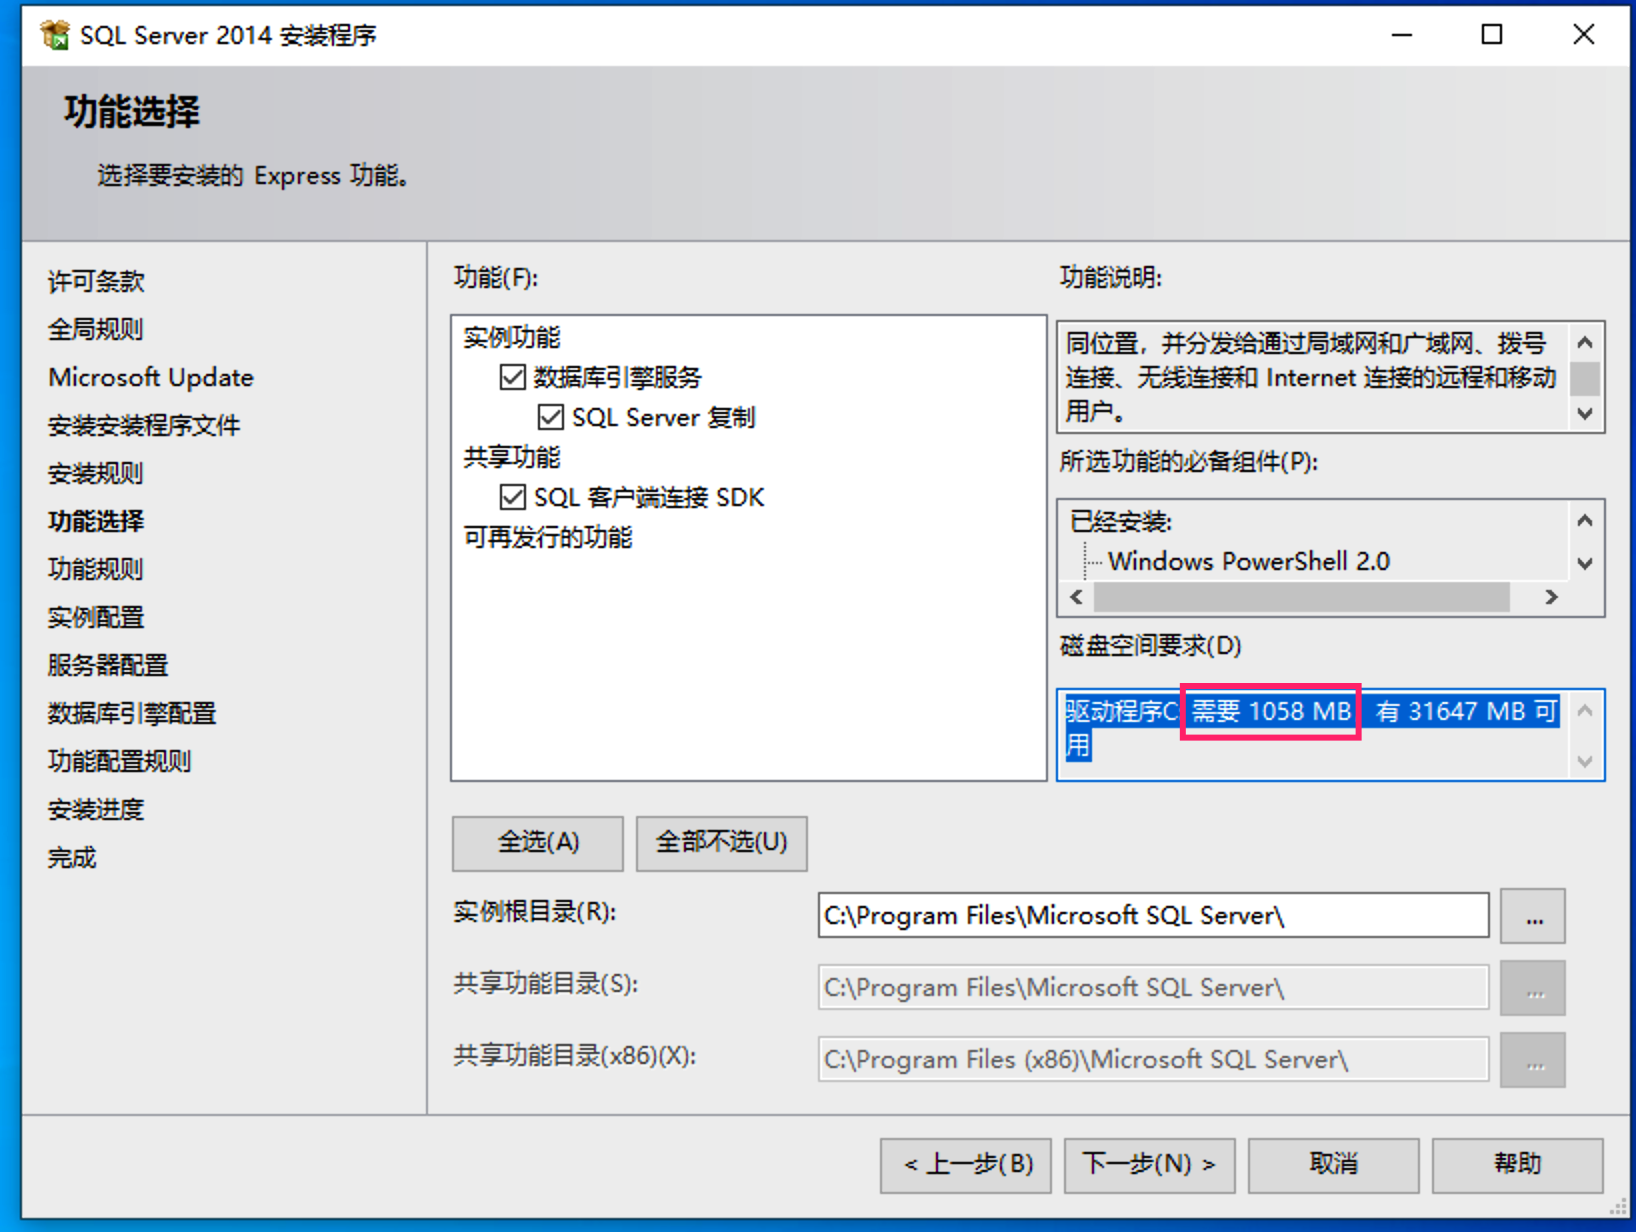 SQL Server 2014 安装程序
功能选择
选择要安装的 Express 功能。
许可条款
全局规则
Microsoft Update
安装安装程序文件
安装规则
功能选择
功能规则
实例配置
服务器配置
数据库引擎配置
功能配置规则
安装进度
完成
功能(F):
实例功能
数据库引擎服务
SQL Server 复制
共享功能
SQL 客户端连接 SDK
可再发行的功能
功能说明:
同位置，并分发给通过局域网和广域网、拨号
连接、无线连接和 Internet 连接的远程和移动
用户。
所选功能的必备组件(P):
已经安装:
Windows PowerShell 2.0
磁盘空间要求(D)
驱动程序C 需要 1058 MB 有 31647 MB 可
用
全选(A)
全部不选(U)
实例根目录(R):
C:\Program Files\Microsoft SQL Server\
...
共享功能目录(S):
C:\Program Files\Microsoft SQL Server\
...
共享功能目录(x86)(X):
C:\Program Files (x86)\Microsoft SQL Server\
...
< 上一步(B)
下一步(N) >
取消
帮助